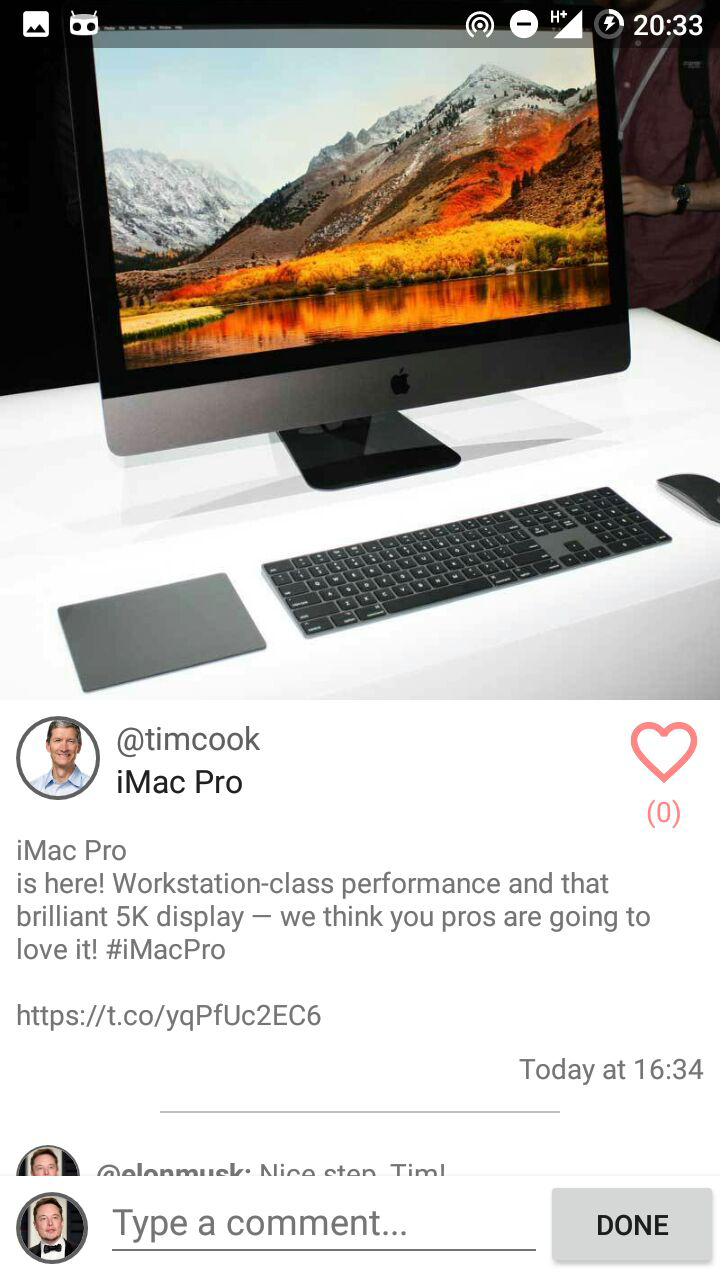 H+ 20:33
@timcook
iMac Pro
(0)
iMac Pro
is here! Workstation-class performance and that
brilliant 5K display — we think you pros are going to
love it! #iMacPro
https://t.co/yqPfUc2EC6
Today at 16:34
@elonmusk: Nice step, Tim!
Type a comment...
DONE